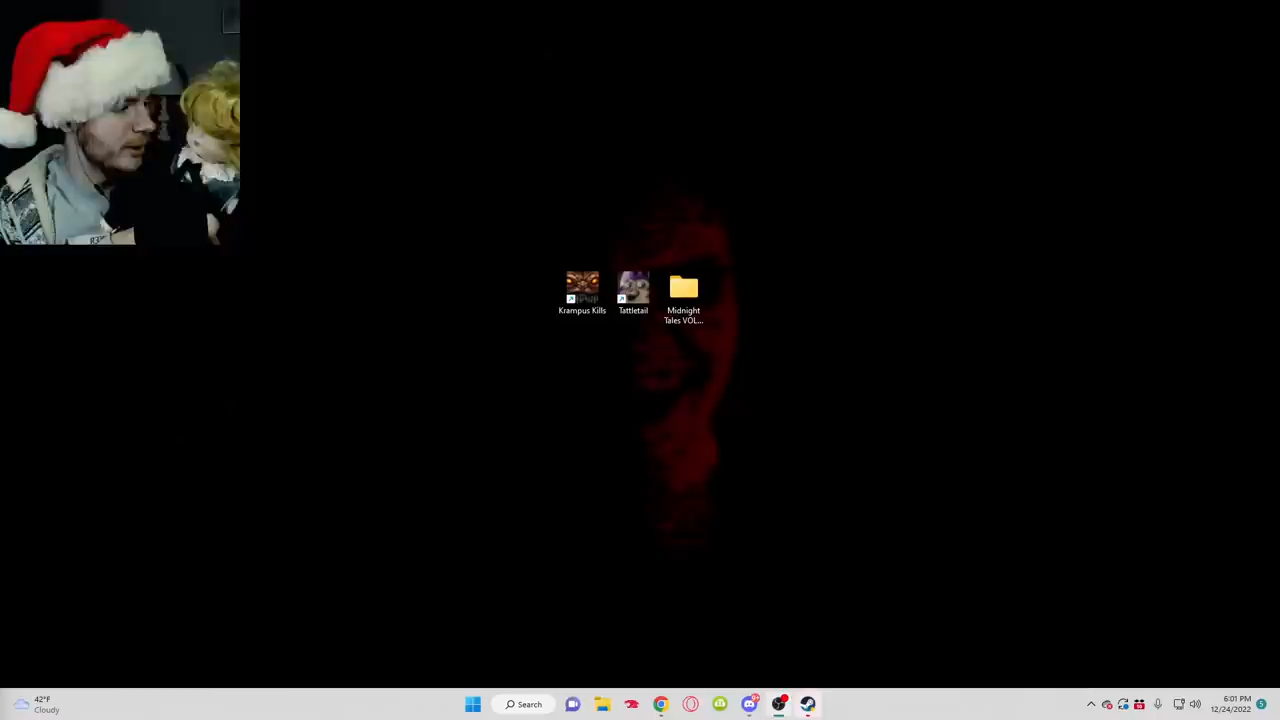 Krampus Kills
Tattletail
Midnight
Tales VOL...
42°F
Cloudy
Search
6:01 PM
12/24/2022